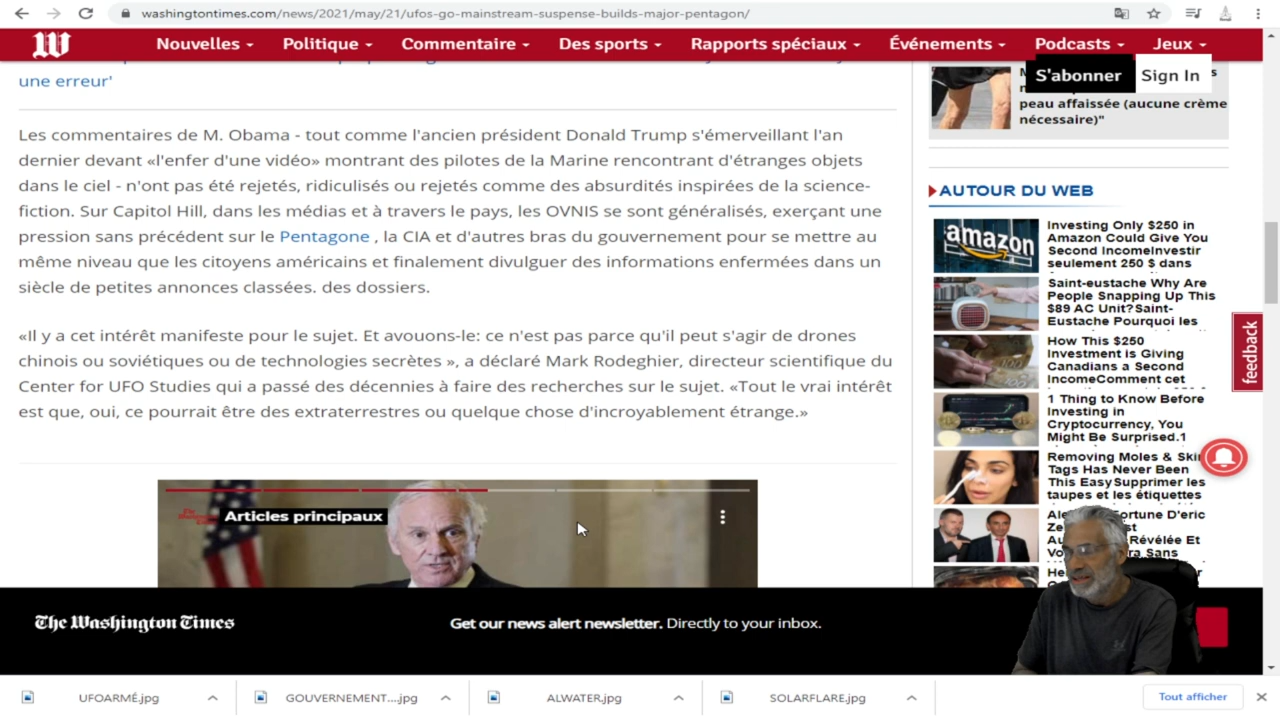 washingtontimes.com/news/2021/may/21/ufos-go-mainstream-suspense-builds-major-pentagon/
W
Nouvelles
Politique
Commentaire
Des sports
Rapports spéciaux
Événements
Podcasts
Jeux
S'abonner
Sign In
une erreur'
Les commentaires de M. Obama - tout comme l'ancien président Donald Trump s'émerveillant l'an
dernier devant «l'enfer d'une vidéo» montrant des pilotes de la Marine rencontrant d'étranges objets
dans le ciel - n'ont pas été rejetés, ridiculisés ou rejetés comme des absurdités inspirées de la science-
fiction. Sur Capitol Hill, dans les médias et à travers le pays, les OVNIS se sont généralisés, exerçant une
pression sans précédent sur le Pentagone , la CIA et d'autres bras du gouvernement pour se mettre au
même niveau que les citoyens américains et finalement divulguer des informations enfermées dans un
siècle de petites annonces classées. des dossiers.
«Il y a cet intérêt manifeste pour le sujet. Et avouons-le: ce n'est pas parce qu'il peut s'agir de drones
chinois ou soviétiques ou de technologies secrètes », a déclaré Mark Rodeghier, directeur scientifique du
Center for UFO Studies qui a passé des décennies à faire des recherches sur le sujet. «Tout le vrai intérêt
est que, oui, ce pourrait être des extraterrestres ou quelque chose d'incroyablement étrange.»
Articles principaux
peau affaissée (aucune crème
nécessaire)"
AUTOUR DU WEB
amazon
Investing Only $250 in
Amazon Could Give You
Second IncomeInvestir
seulement 250 $ dans
Saint-eustache Why Are
People Snapping Up This
$89 AC Unit?Saint-
Eustache Pourquoi les
How This $250
Investment is Giving
Canadians a Second
IncomeComment cet
1 Thing to Know Before
Investing in
Cryptocurrency, You
Might Be Surprised.1
Removing Moles & Skin
Tags Has Never Been
This EasySupprimer les
taupes et les étiquettes
Fortune D'eric
Révélée Et
Sans
feedback
The Washington Times
Get our news alert newsletter. Directly to your inbox.
UFOARMÉ.jpg
GOUVERNEMENT....jpg
ALWATER.jpg
SOLARFLARE.jpg
Tout afficher